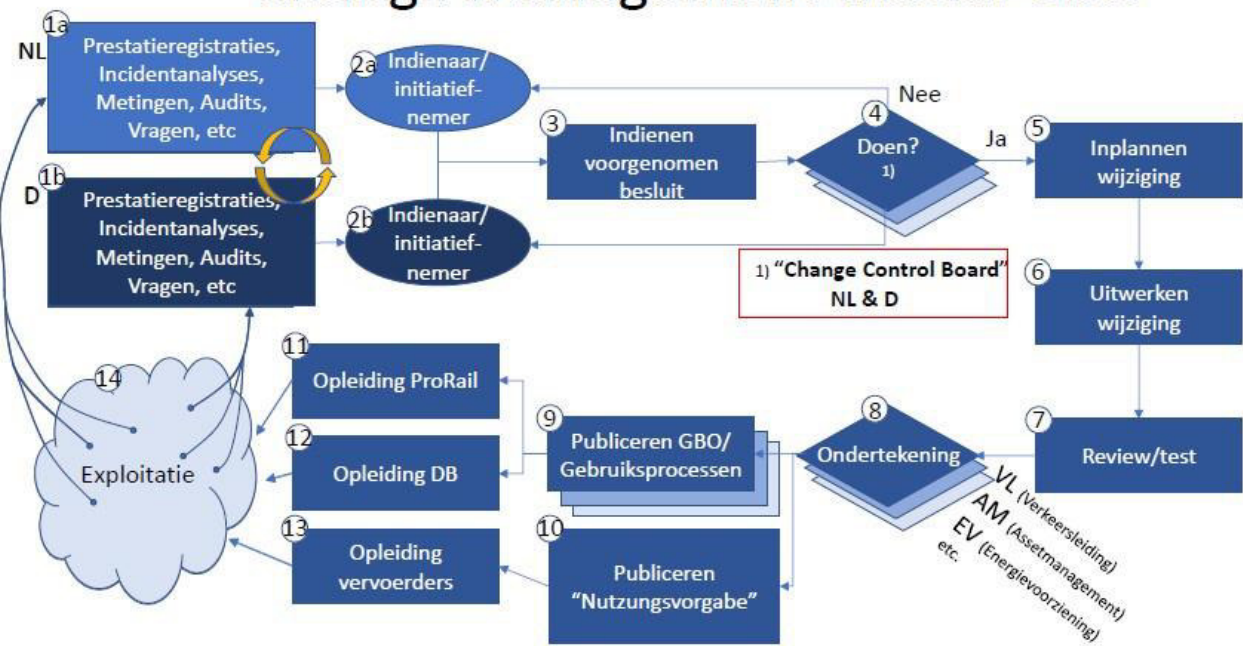 1a
NL
Prestatieregistraties,
Incidentanalyses,
Metingen, Audits,
Vragen, etc
2a
Indienaar/
initiatief-
nemer
1b
D
Prestatieregistraties,
Incidentanalyses,
Metingen, Audits,
Vragen, etc
2b
Indienaar/
initiatief-
nemer
3
Indienen
voorgenomen
besluit
4
Doen?
1)
Nee
Ja
1) “Change Control Board”
NL & D
5
Inplannen
wijziging
6
Uitwerken
wijziging
7
Review/test
8
Ondertekening
VL (Verkeersleiding)
AM (Assetmanagement)
EV (Energievoorziening)
etc.
9
Publiceren GBO/
Gebruiksprocessen
10
Publiceren
“Nutzungsvorgabe”
11
Opleiding ProRail
12
Opleiding DB
13
Opleiding
vervoerders
14
Exploitatie